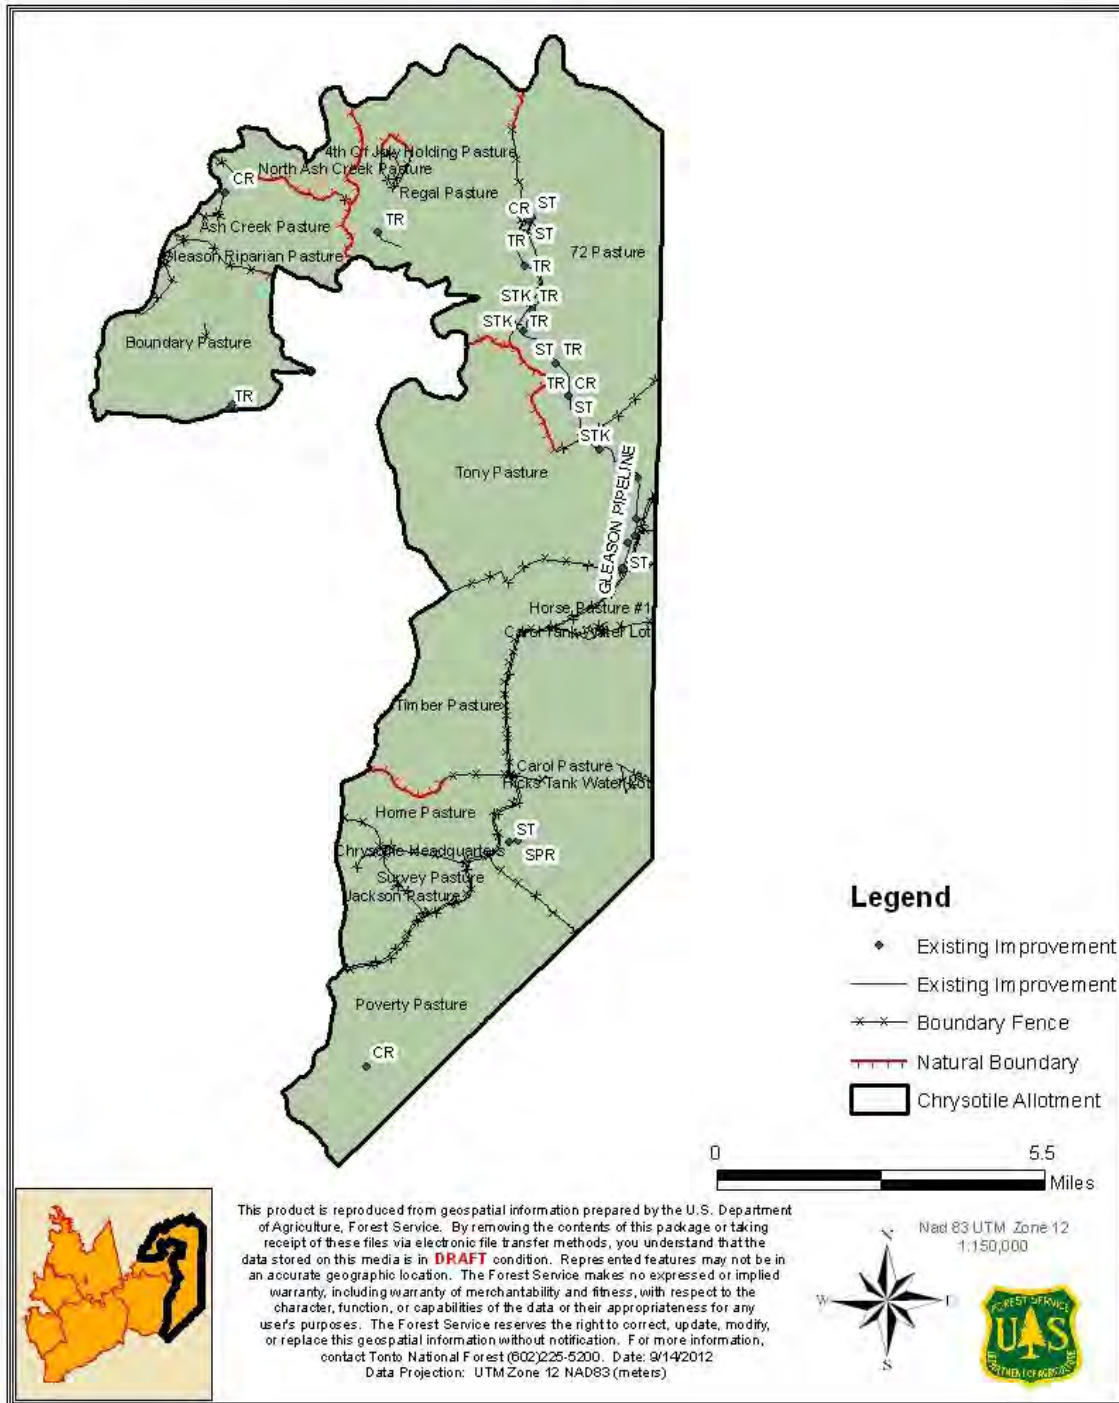 4th Of July Holding Pasture
North Ash Creek Pasture
CR
Regal Pasture
ST
CR
TR
Ash Creek Pasture
ST
TR
Gleason Riparian Pasture
72 Pasture
TR
STK TR
STK TR
Boundary Pasture
ST TR
TR CR
TR
ST
STK
Tony Pasture
GLEASON PIPELINE
ST
Horse Pasture #1
Carol Tank Water Lot
Timber Pasture
Carol Pasture
Hicks Tank Water Lot
Home Pasture
ST
Chrysotile Headquarters
SPR
Survey Pasture
Jackson Pasture
Poverty Pasture
CR
Legend
Existing Improvement
Existing Improvement
Boundary Fence
Natural Boundary
Chrysotile Allotment
0 5.5
Miles
This product is reproduced from geospatial information prepared by the U.S. Department
of Agriculture, Forest Service. By removing the contents of this package or taking
receipt of these files via electronic file transfer methods, you understand that the
data stored on this media is in DRAFT condition. Represented features may not be in
an accurate geographic location. The Forest Service makes no expressed or implied
warranty, including warranty of merchantability and fitness, with respect to the
character, function, or capabilities of the data or their appropriateness for any
user's purposes. The Forest Service reserves the right to correct, update, modify,
or replace this geospatial information without notification. For more information,
contact Tonto National Forest (602)225-5200. Date: 9/14/2012
Data Projection: UTM Zone 12 NAD83 (meters)
N
W
S
Nad 83 UTM Zone 12
1:150,000
FOREST SERVICE
U S
DEPARTMENT OF AGRICULTURE